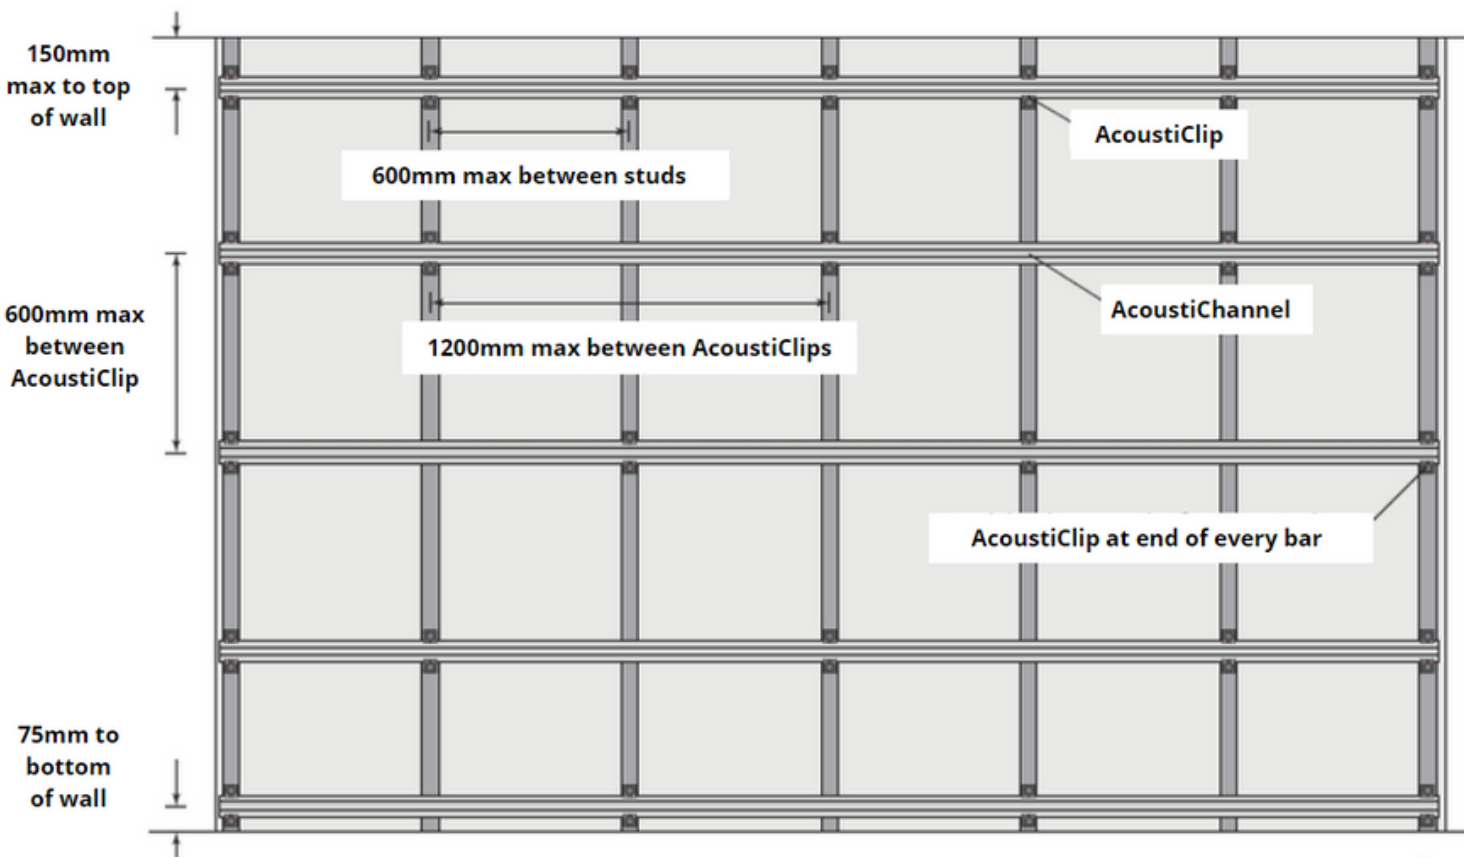 150mm
max to top
of wall
AcoustiClip
600mm max between studs
AcoustiChannel
600mm max
between
AcoustiClip
1200mm max between AcoustiClips
AcoustiClip at end of every bar
75mm to
bottom
of wall